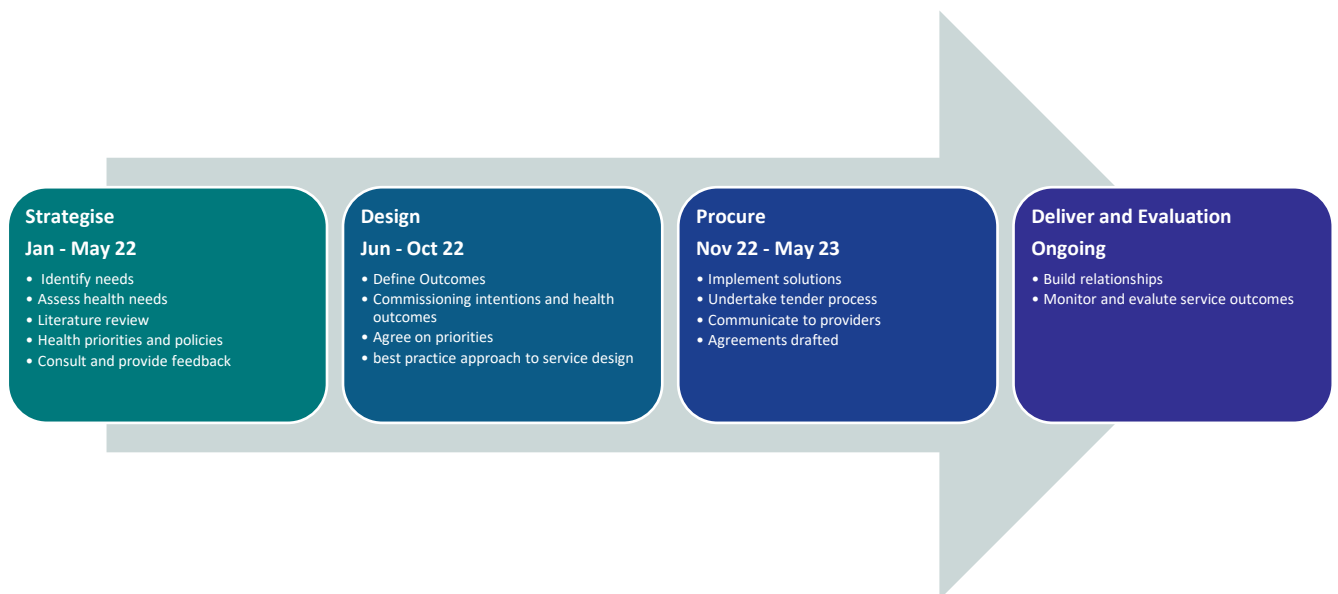 Strategise
Jan - May 22
• Identify needs
• Assess health needs
• Literature review
• Health priorities and policies
• Consult and provide feedback
Design
Jun - Oct 22
• Define Outcomes
• Commissioning intentions and health
outcomes
• Agree on priorities
• best practice approach to service design
Procure
Nov 22 - May 23
• Implement solutions
• Undertake tender process
• Communicate to providers
• Agreements drafted
Deliver and Evaluation
Ongoing
• Build relationships
• Monitor and evalute service outcomes